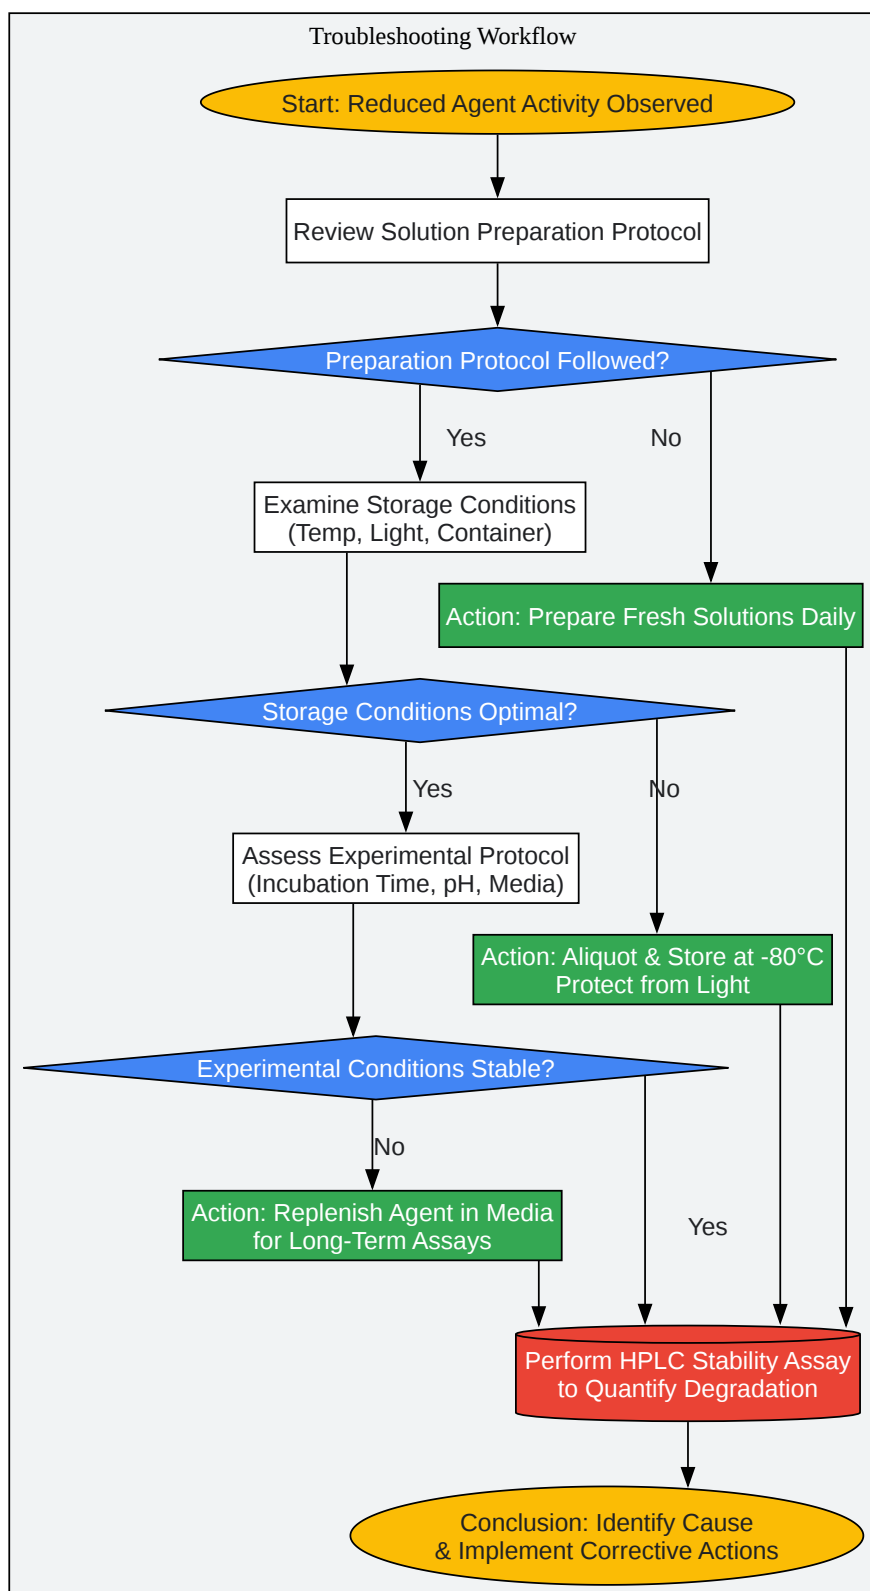 Troubleshooting Workflow
Start: Reduced Agent Activity Observed
Review Solution Preparation Protocol
Preparation Protocol Followed?
Yes
No
Examine Storage Conditions
(Temp, Light, Container)
Action: Prepare Fresh Solutions Daily
Storage Conditions Optimal?
Yes
No
Assess Experimental Protocol
(Incubation Time, pH, Media)
Action: Aliquot & Store at -80°C
Protect from Light
Experimental Conditions Stable?
No
Action: Replenish Agent in Media
for Long-Term Assays
Yes
Perform HPLC Stability Assay
to Quantify Degradation
Conclusion: Identify Cause
& Implement Corrective Actions